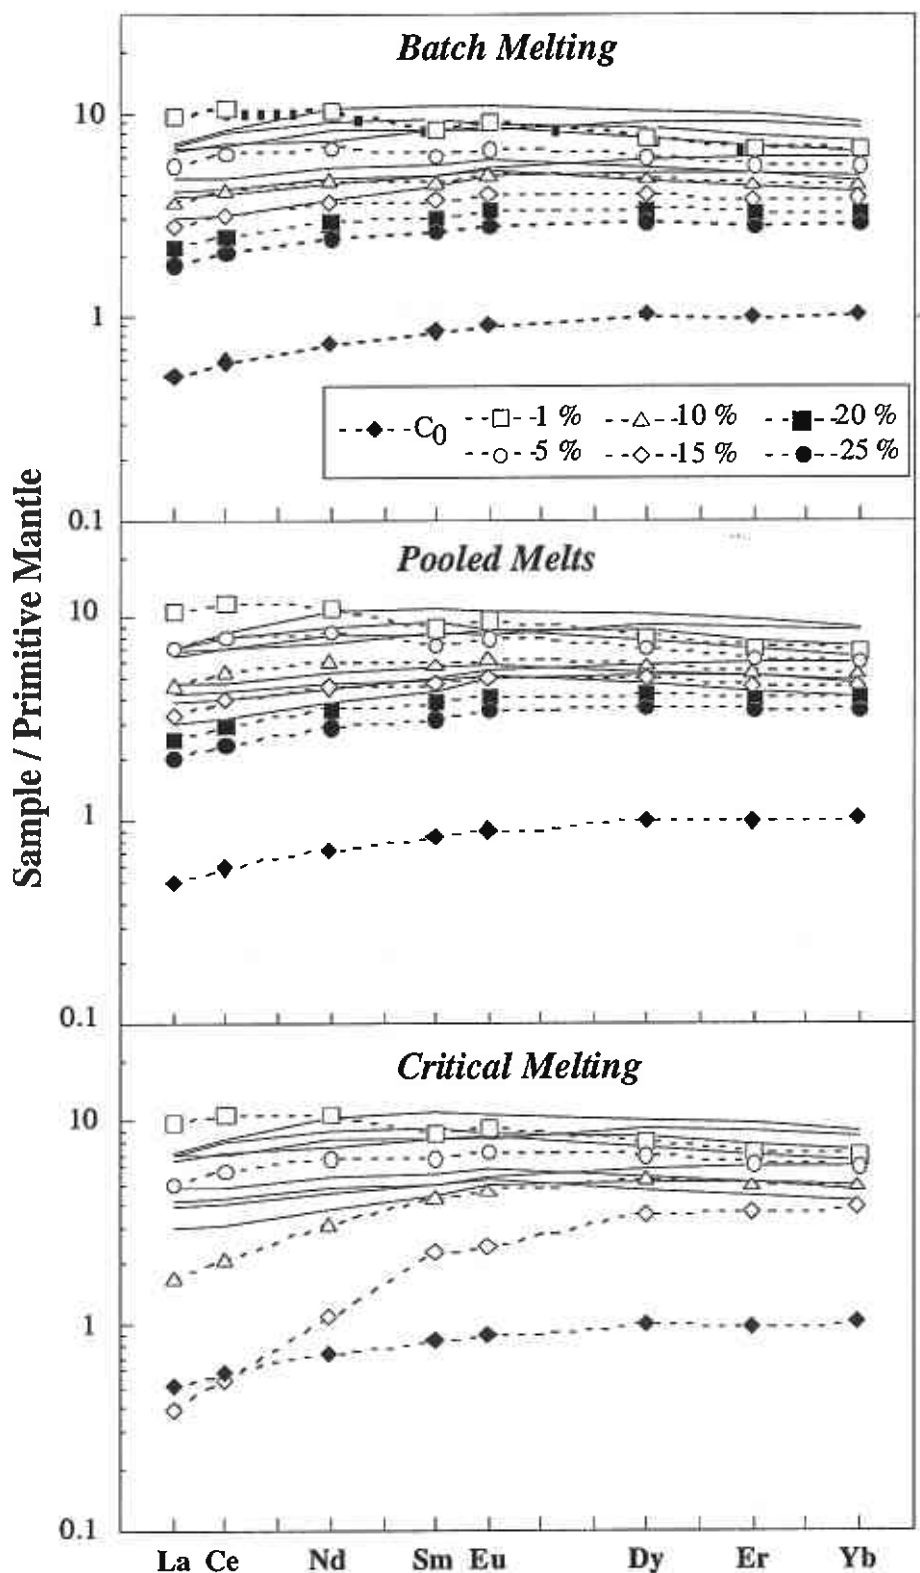 Batch Melting
10
1
C0 1 % 10 % 20 %
5 % 15 % 25 %
0.1
Sample / Primitive Mantle
Pooled Melts
10
1
0.1
Critical Melting
10
1
0.1
La Ce Nd Sm Eu Dy Er Yb